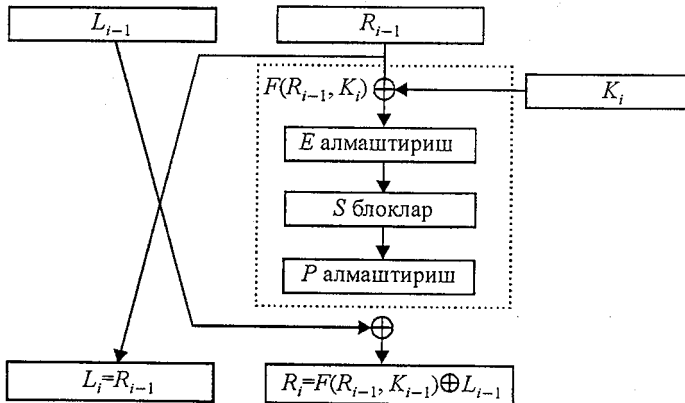 L_{i–1}
R_{i–1}
F(R_{i–1}, K_i)
K_i
E алмаштириш
S блоклар
P алмаштириш
L_i=R_{i–1}
R_i=F(R_{i–1}, K_{i–1})⊕L_{i–1}